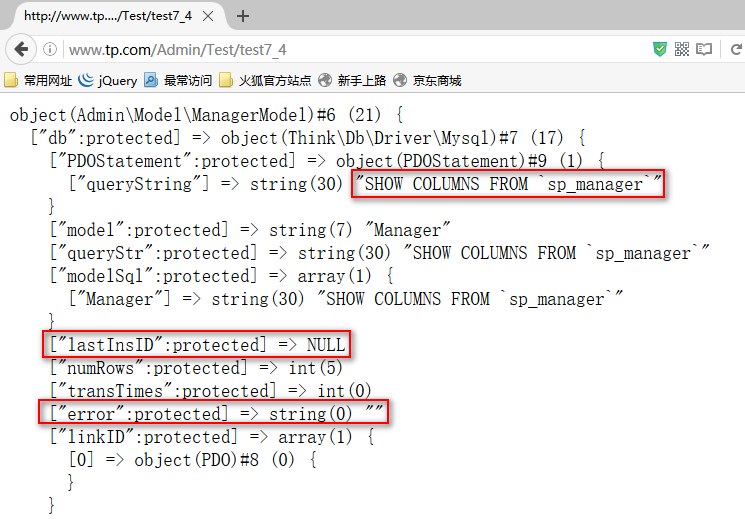 http://www.tp..../Test/test7_4
www.tp.com/Admin/Test/test7_4
常用网址 jQuery 最常访问 火狐官方站点 新手上路 京东商城
object(Admin\Model\ManagerModel)#6 (21) {
["db":protected] => object(Think\Db\Driver\Mysql)#7 (17) {
["PDOStatement":protected] => object(PDOStatement)#9 (1) {
["queryString"] => string(30) "SHOW COLUMNS FROM `sp_manager`"
}
["model":protected] => string(7) "Manager"
["queryStr":protected] => string(30) "SHOW COLUMNS FROM `sp_manager`"
["modelSql":protected] => array(1) {
["Manager"] => string(30) "SHOW COLUMNS FROM `sp_manager`"
}
["lastInsID":protected] => NULL
["numRows":protected] => int(5)
["transTimes":protected] => int(0)
["error":protected] => string(0) ""
["linkID":protected] => array(1) {
[0] => object(PDO)#8 (0) {
}
}